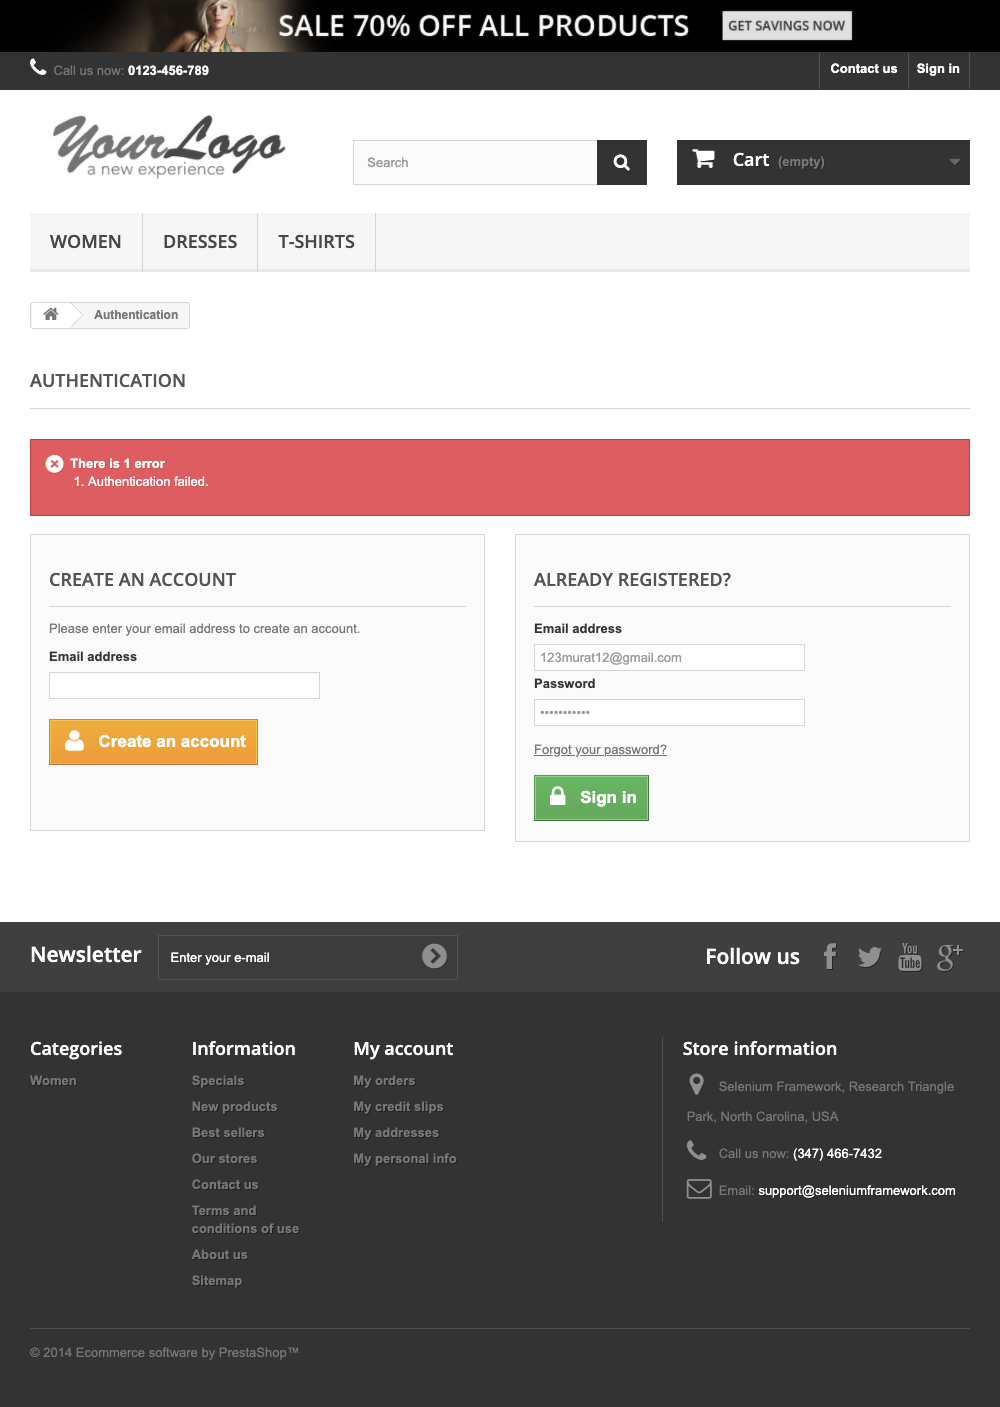 SALE 70% OFF ALL PRODUCTS GET SAVINGS NOW
Call us now: 0123-456-789 Contact us Sign in
YourLogo
a new experience
Search
Cart (empty)
WOMEN DRESSES T-SHIRTS
Authentication
AUTHENTICATION
There is 1 error
1. Authentication failed.
CREATE AN ACCOUNT
Please enter your email address to create an account.
Email address
Create an account
ALREADY REGISTERED?
Email address
123murat12@gmail.com
Password
•••••••••••
Forgot your password?
Sign in
Newsletter Enter your e-mail
Follow us
You
Tube
g+
Categories
Women
Information
Specials
New products
Best sellers
Our stores
Contact us
Terms and
conditions of use
About us
Sitemap
My account
My orders
My credit slips
My addresses
My personal info
Store information
Selenium Framework, Research Triangle
Park, North Carolina, USA
Call us now: (347) 466-7432
Email: support@seleniumframework.com
© 2014 Ecommerce software by PrestaShop™